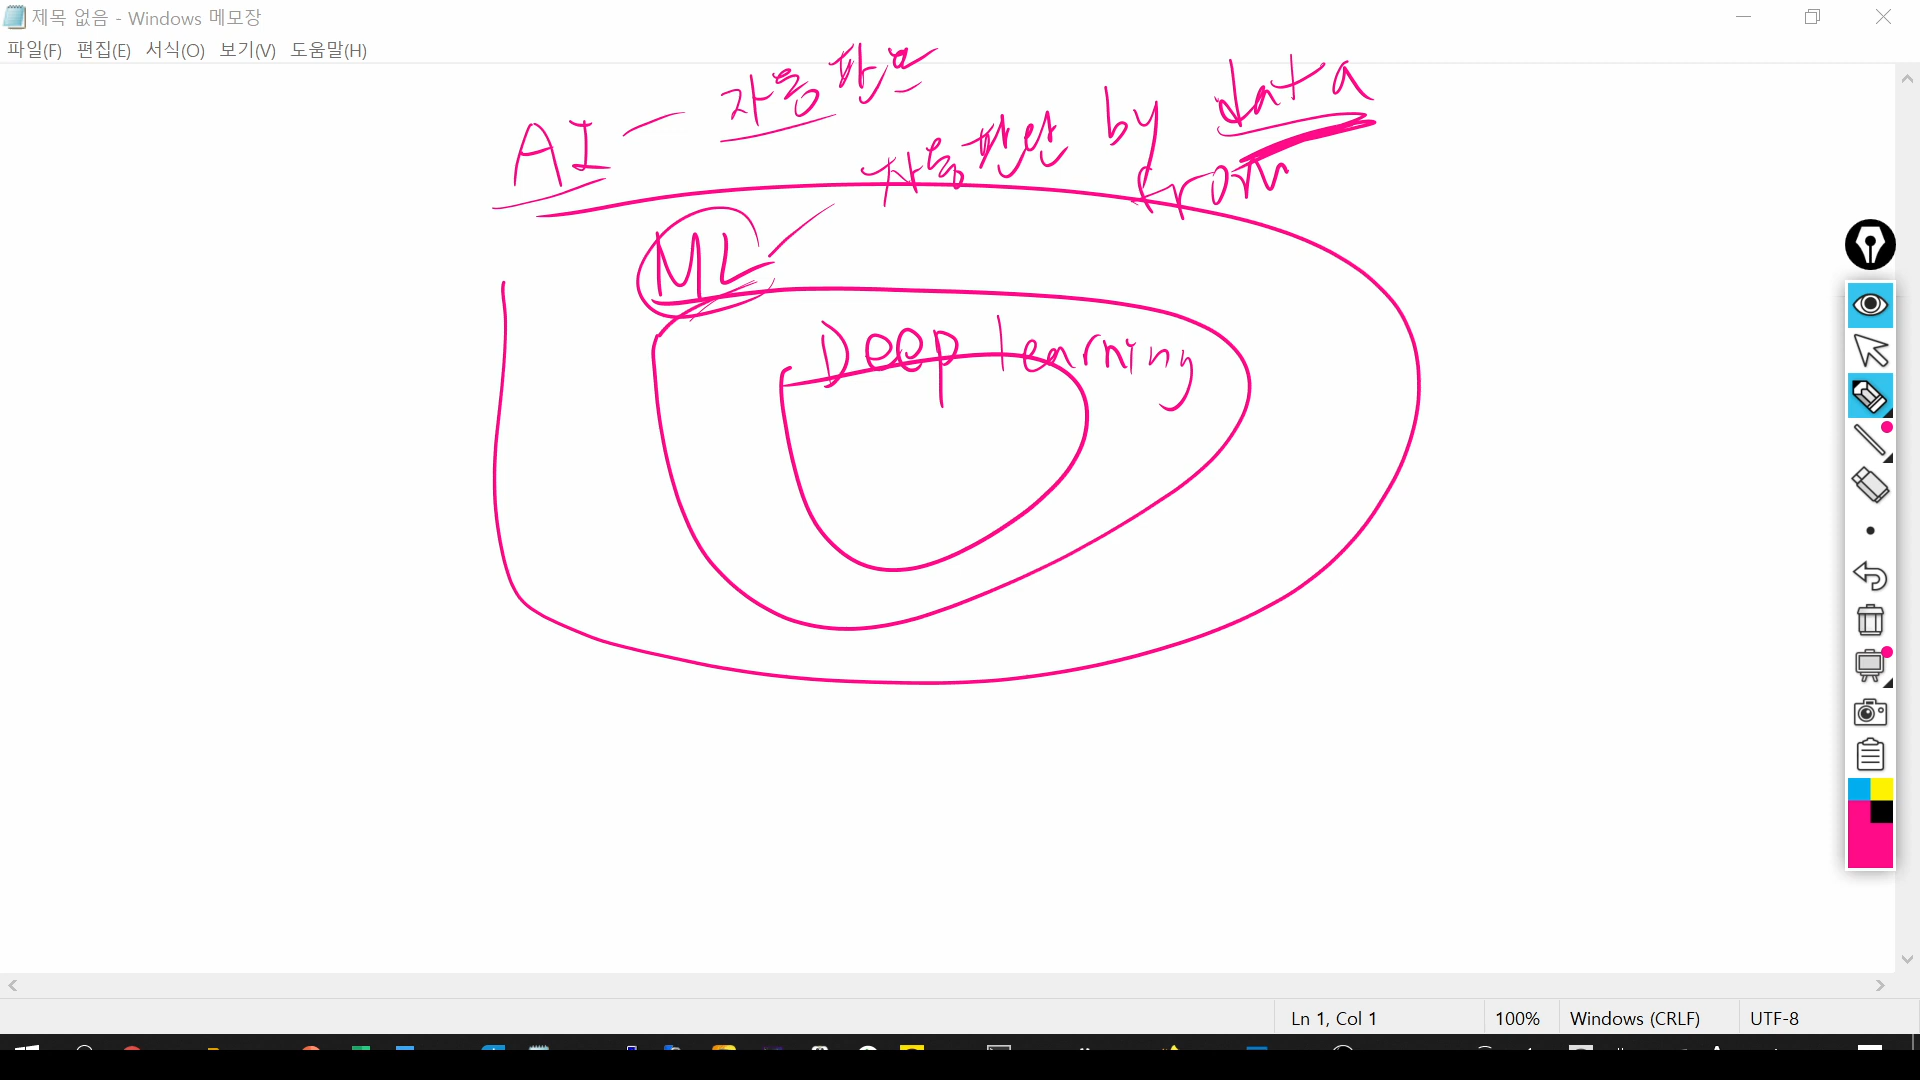 제목 없음 - Windows 메모장
파일(F) 편집(E) 서식(O) 보기(V) 도움말(H)
AI — 자동 판단
자동 판단 by data
from
ML
Deep learning
Ln 1, Col 1 100% Windows (CRLF) UTF-8